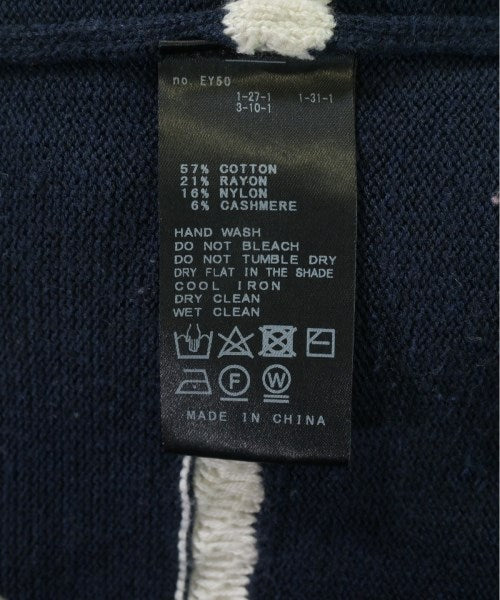 no. EY50
1-27-1 1-31-1
3-10-1
57% COTTON
21% RAYON
16% NYLON
6% CASHMERE
HAND WASH
DO NOT BLEACH
DO NOT TUMBLE DRY
DRY FLAT IN THE SHADE
COOL IRON
DRY CLEAN
WET CLEAN
F W
MADE IN CHINA